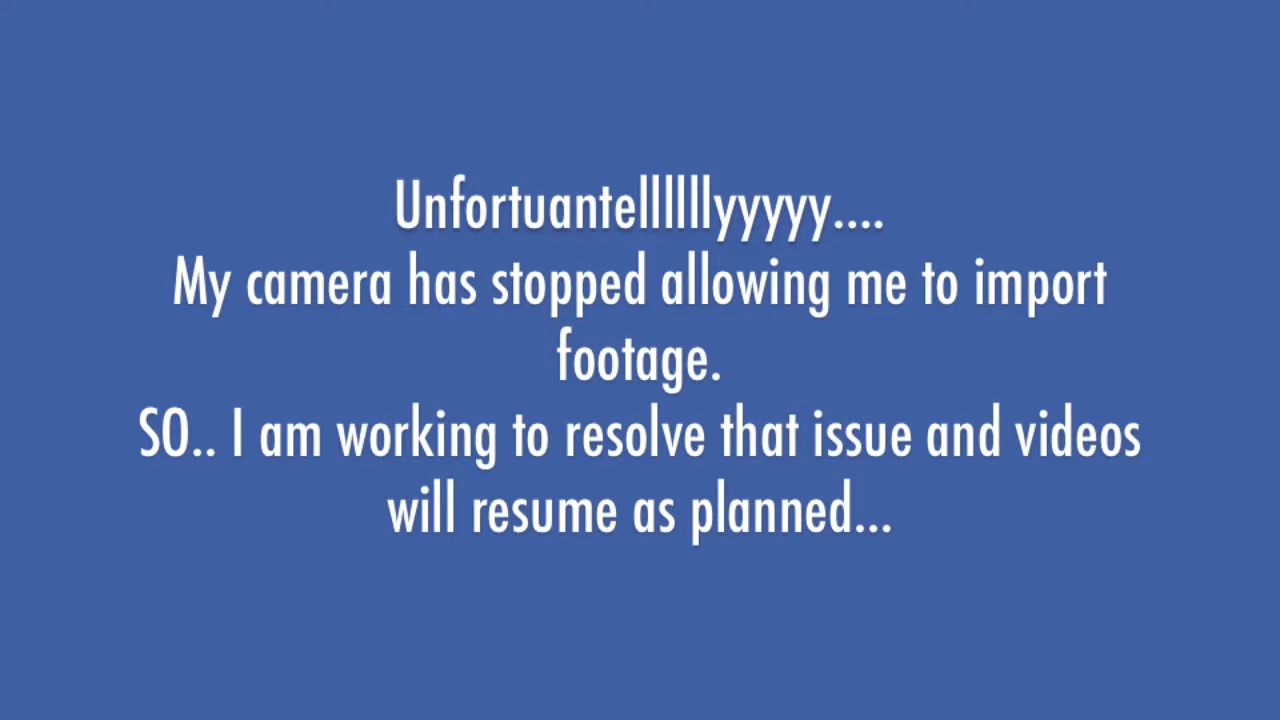 Unfortuantellllllyyyyy....
My camera has stopped allowing me to import
footage.
SO.. I am working to resolve that issue and videos
will resume as planned...